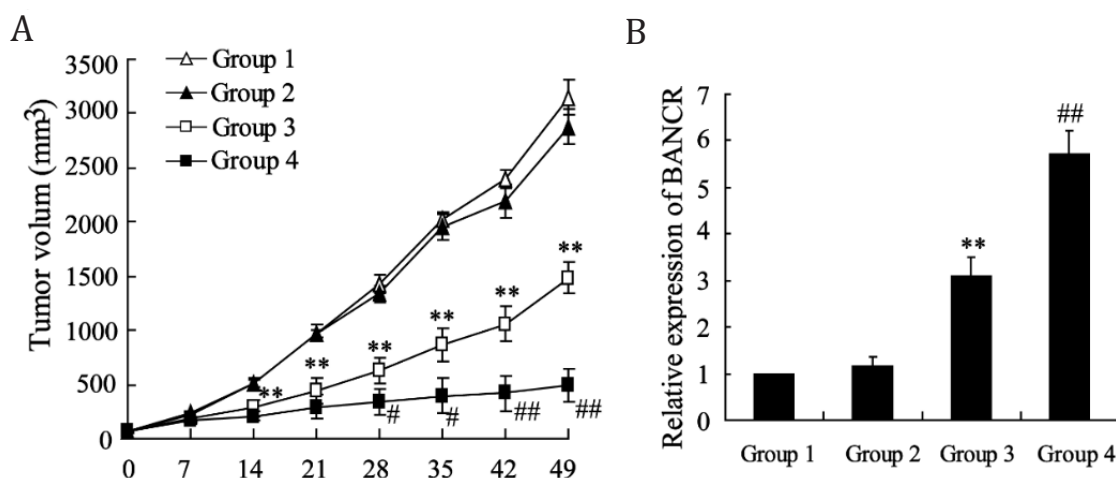 A
Group 1
Group 2
Group 3
Group 4
Tumor volum (mm3)
3500
3000
2500
2000
1500
1000
500
0
**
**
**
**
**
**
#
#
##
##
0 7 14 21 28 35 42 49
B
Relative expression of BANCR
7
6
5
4
3
2
1
0
**
##
Group 1 Group 2 Group 3 Group 4